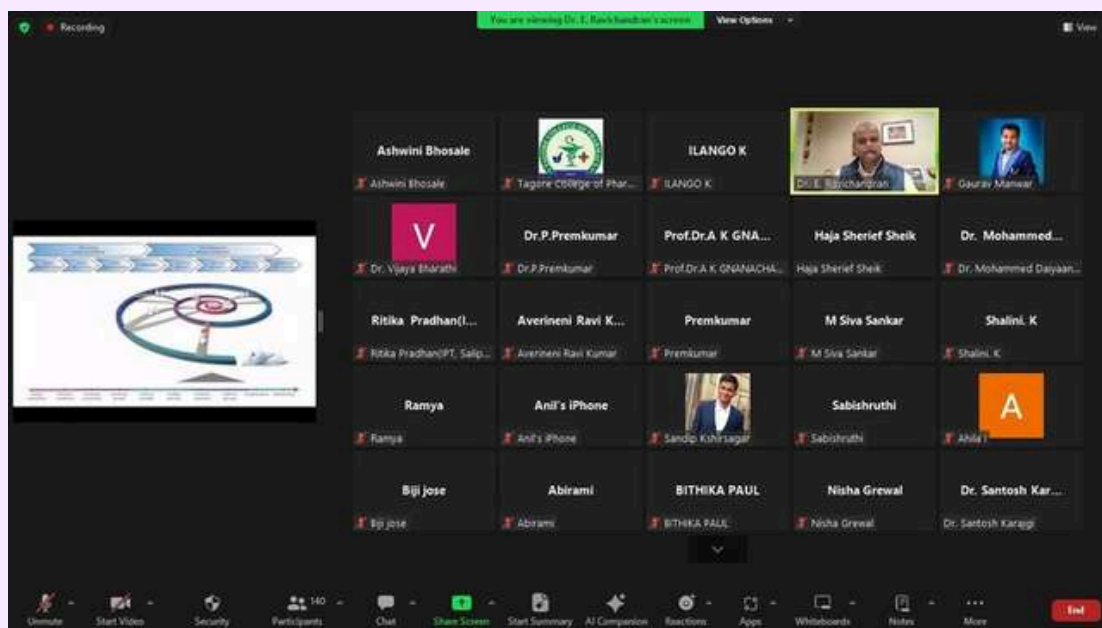 Recording
You are viewing Dr. E. Ravichandran's screen
View Options
View
Ashwini Bhosale
Ashwini Bhosale
Tagore College of Phar...
ILANGO K
ILANGO K
Dr. E. Ravichandran
Gaurav Manwar
V
Dr. Vijaya Bharathi
Dr.P.Premkumar
Dr.P.Premkumar
Prof.Dr.A K GNA...
Prof.Dr.A K GNANACHA...
Haja Sherief Sheik
Haja Sherief Sheik
Dr. Mohammed...
Dr. Mohammed Daiyaan...
Ritika Pradhan(I...
Ritika Pradhan(IPT, Salip...
Averineni Ravi K...
Averineni Ravi Kumar
Premkumar
Premkumar
M Siva Sankar
M Siva Sankar
Shalini. K
Shalini. K
Ramya
Ramya
Anil's iPhone
Anil's iPhone
Sandip Kshirsagar
Sabishruthi
Sabishruthi
A
Ahila I
Biji jose
Biji jose
Abirami
Abirami
BITHIKA PAUL
BITHIKA PAUL
Nisha Grewal
Nisha Grewal
Dr. Santosh Kar...
Dr. Santosh Karajgi
Unmute
Start Video
Security
140
Participants
Chat
Share Screen
Start Summary
AI Companion
Reactions
Apps
Whiteboards
Notes
More
End